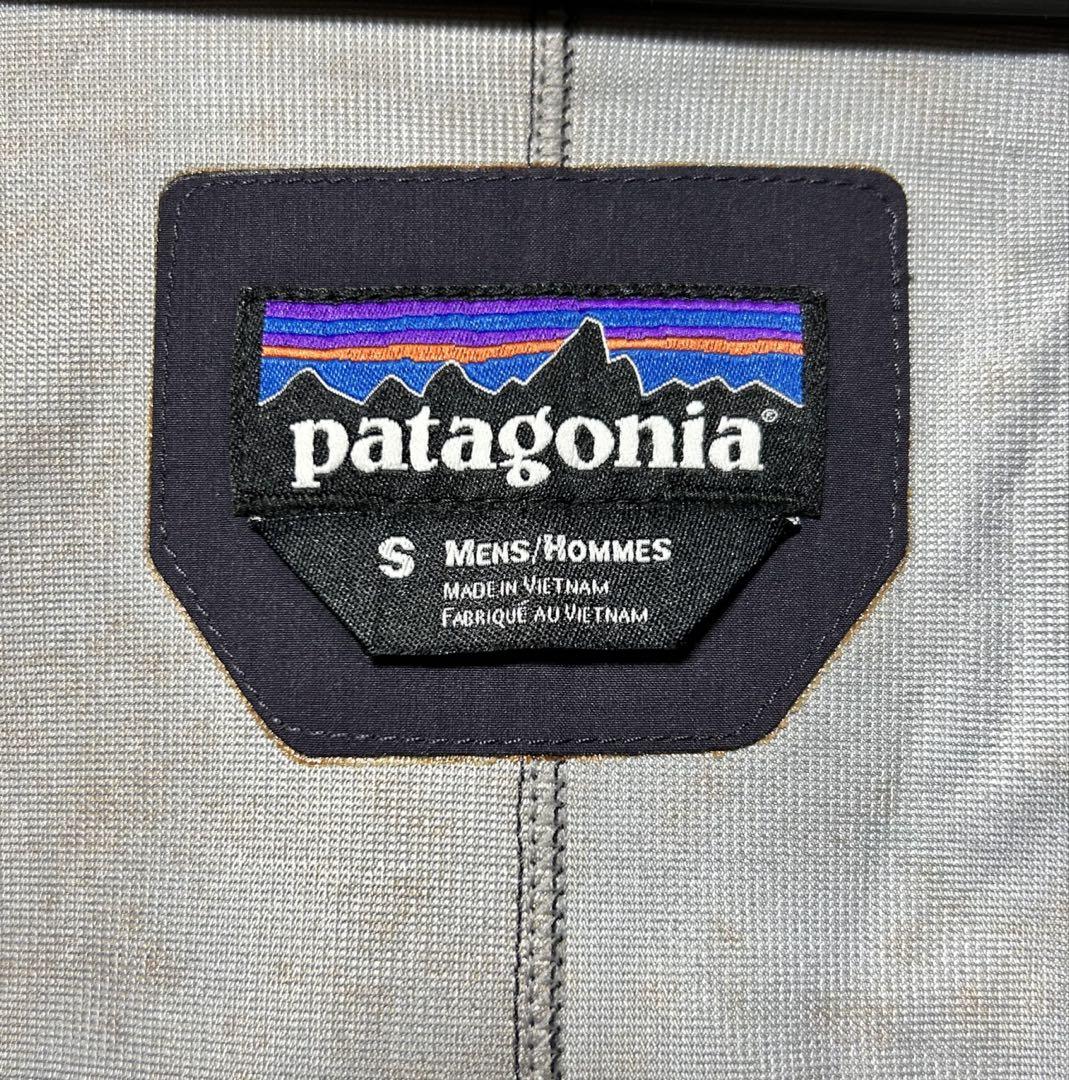 patagonia®
S MENS/HOMMES
MADE IN VIETNAM
FABRIQUÉ AU VIETNAM